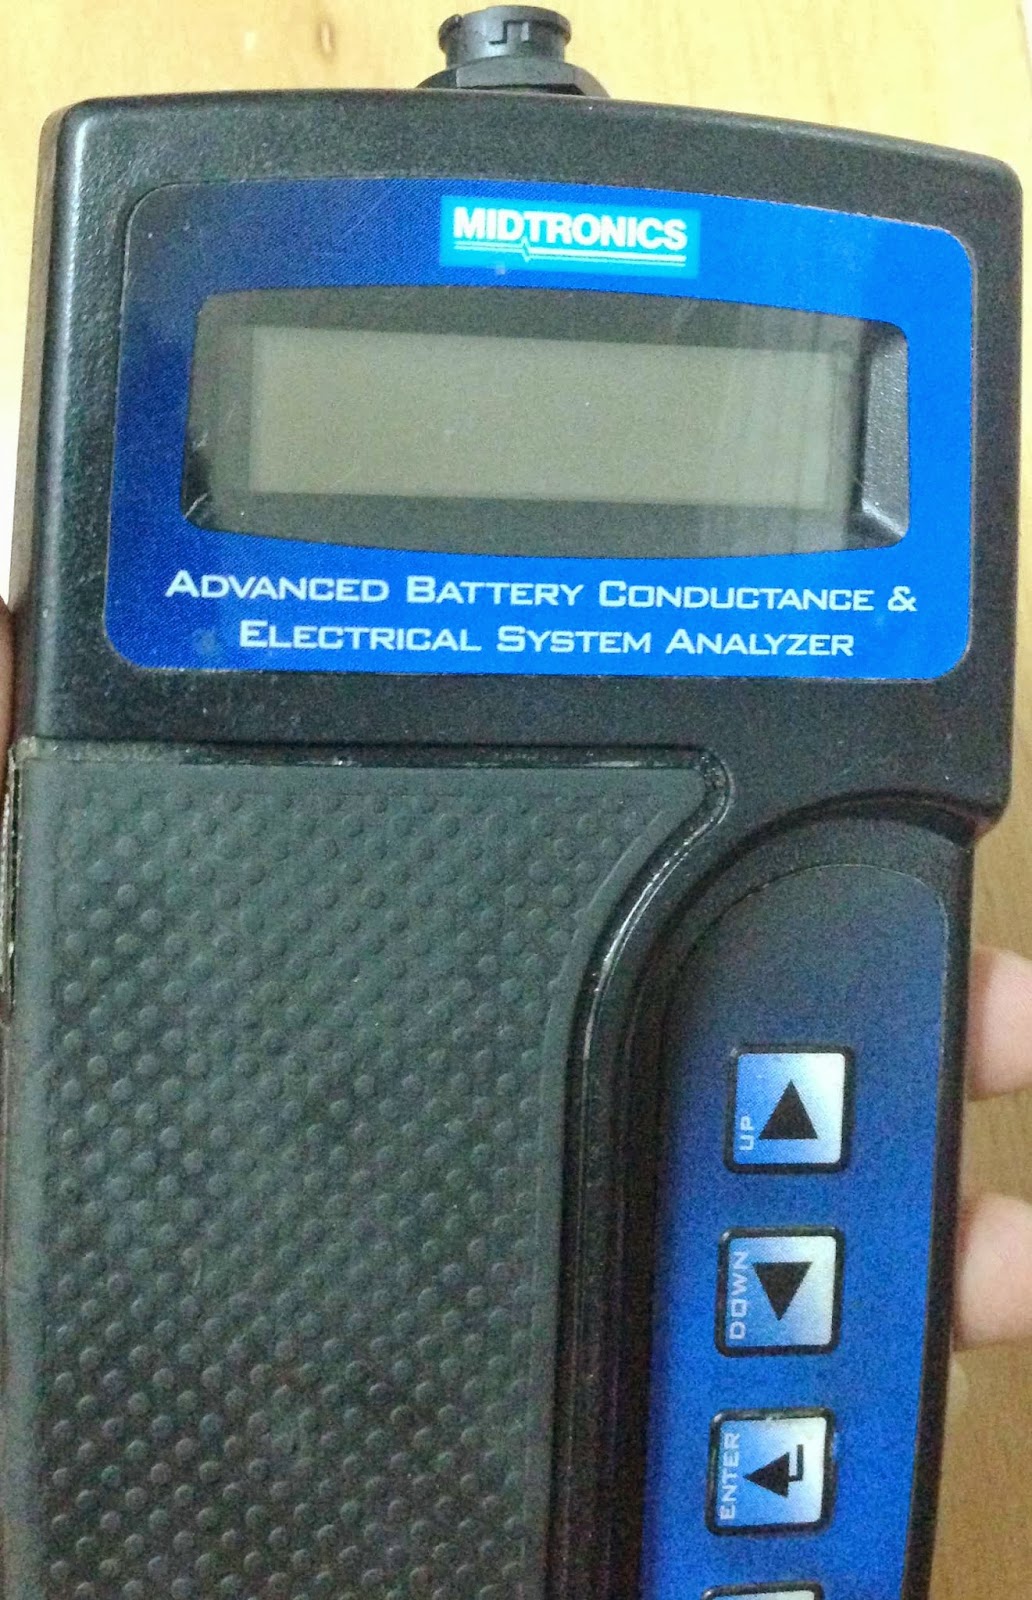 MIDTRONICS
ADVANCED BATTERY CONDUCTANCE &
ELECTRICAL SYSTEM ANALYZER
UP
DOWN
ENTER